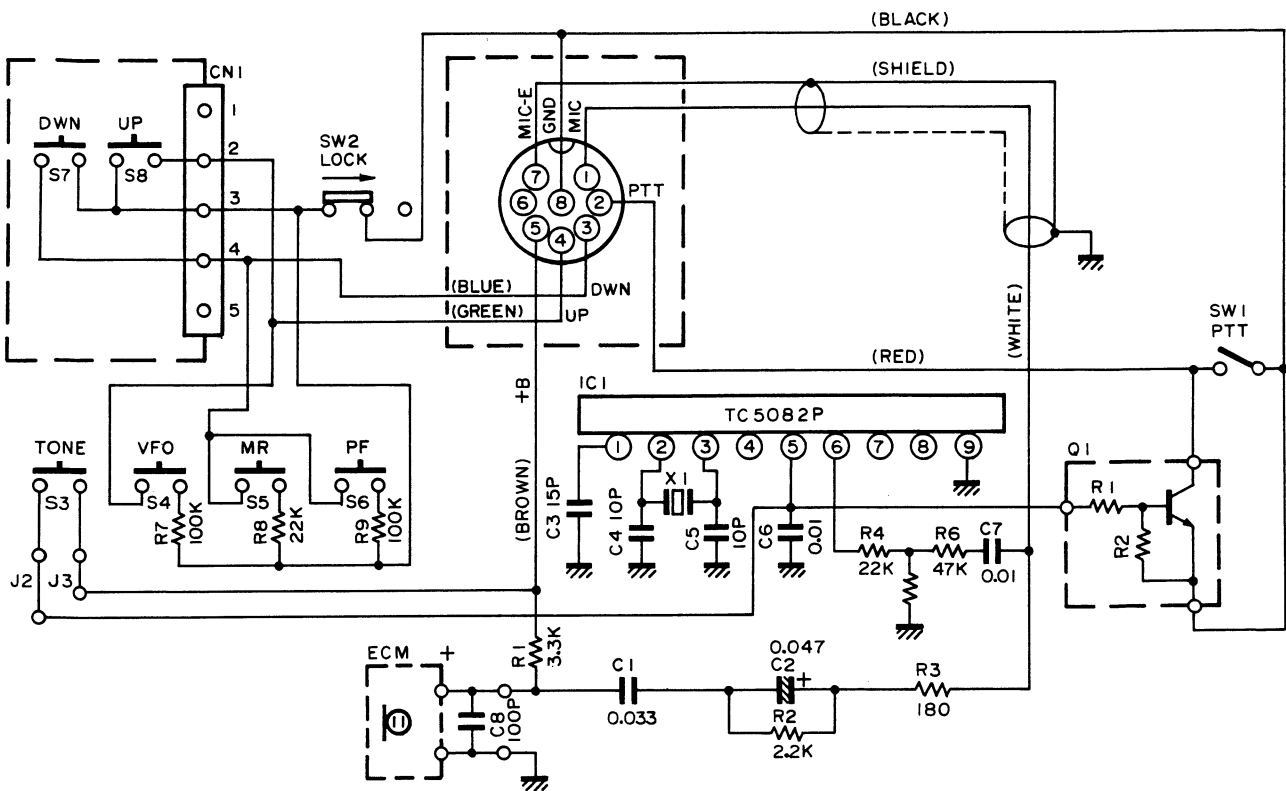 (BLACK)
CN1
(SHIELD)
MIC-E
GND
MIC
1
DWN
UP
2
SW2
LOCK
S7
S8
3
7
1
PTT
6
8
2
5
4
3
4
(BLUE)
DWN
5
(GREEN)
UP
(WHITE)
SW1
PTT
(RED)
+B
IC1
TC5082P
1
2
3
4
5
6
7
8
9
TONE
VFO
MR
PF
Q1
S3
S4
S5
S6
X1
R7
100K
R8
22K
R9
100K
(BROWN)
C3 15P
C4 10P
C5
10P
C6
0.01
R4
22K
R6
47K
C7
0.01
R1
R2
J2
J3
R1
3.3K
ECM
+
C8
100P
C1
0.033
0.047
C2
+
R2
2.2K
R3
180